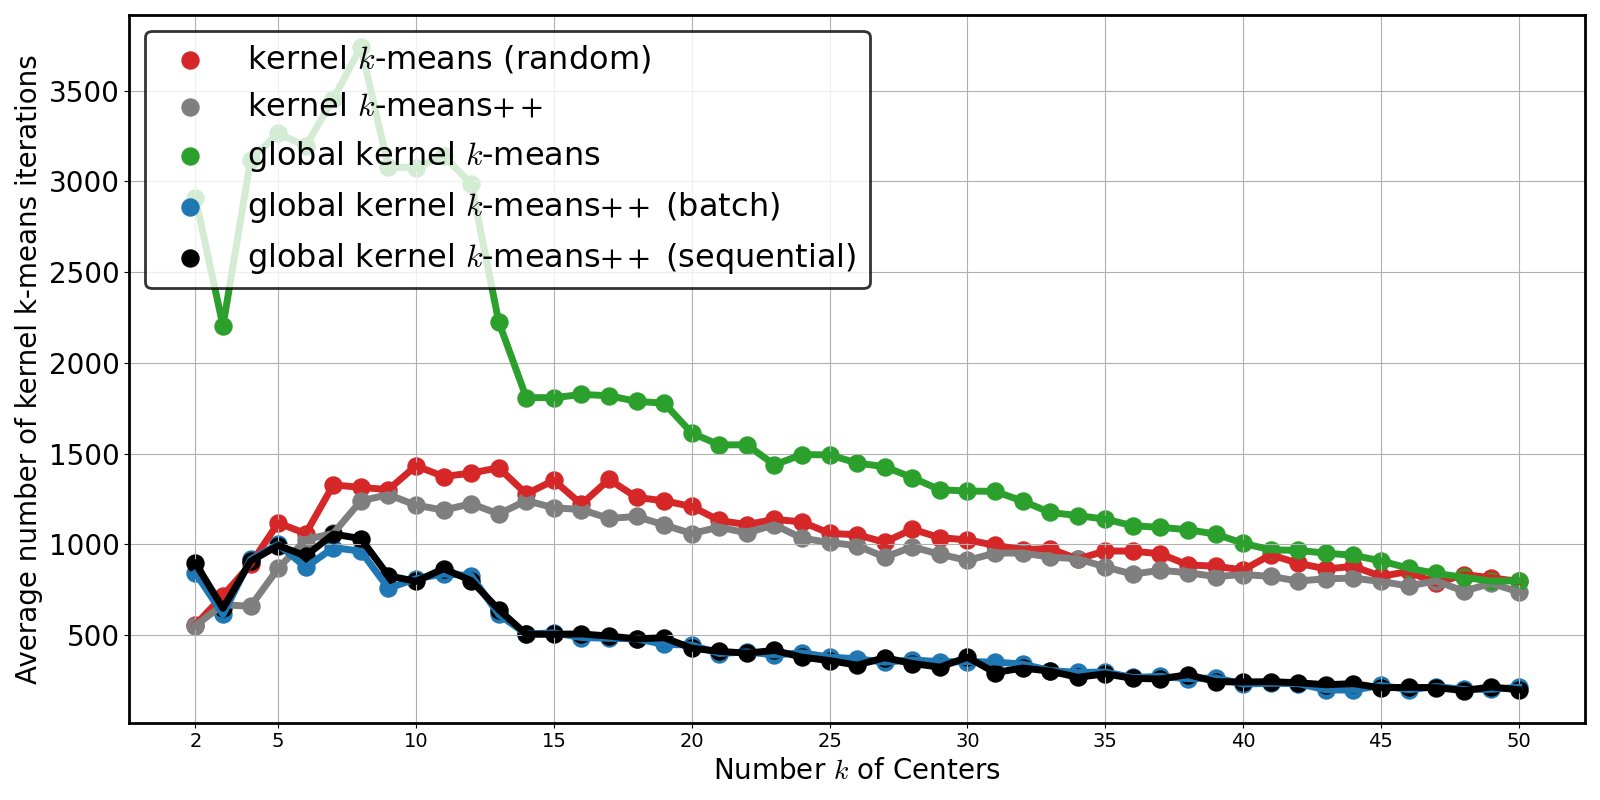 Average number of kernel k-means iterations
3500
3000
2500
2000
1500
1000
500
kernel k-means (random)
kernel k-means++
global kernel k-means
global kernel k-means++ (batch)
global kernel k-means++ (sequential)
2 5 10 15 20 25 30 35 40 45 50
Number k of Centers